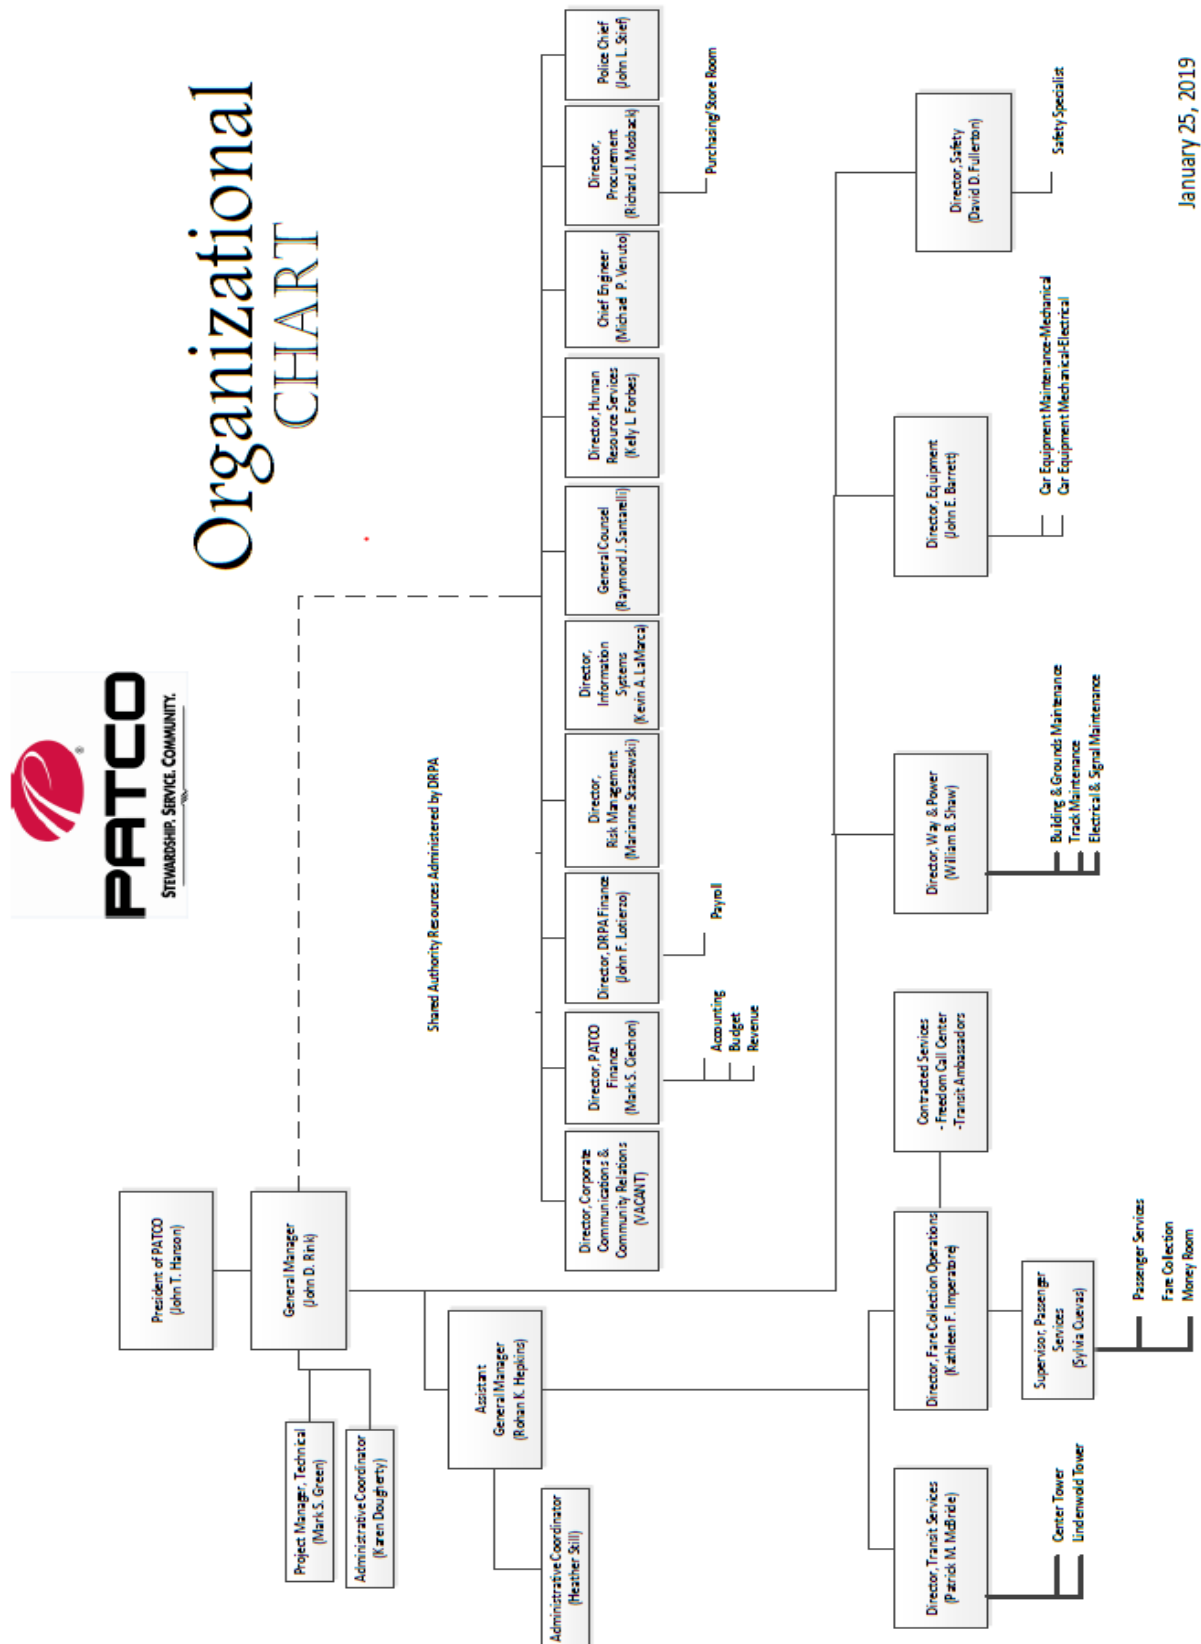 PATCO
STEWARDSHIP. SERVICE. COMMUNITY.
Organizational
CHART
President of PATCO
(John T. Hanson)
General Manager
(John D. Rink)
Project Manager, Technical
(Mark S. Green)
Administrative Coordinator
(Karen Dougherty)
Assistant
General Manager
(Rohan K. Hepkins)
Administrative Coordinator
(Heather Still)
Shared Authority Resources Administered by DRPA
Director, Corporate
Communications &
Community Relations
(VACANT)
Director, PATCO
Finance
(Mark S. Ciechon)
Accounting
Budget
Revenue
Director, DRPA Finance
(John F. Lotierzo)
Payroll
Director,
Risk Management
(Marianne Staszewski)
Director,
Information
Systems
(Kevin A. LaMarca)
General Counsel
(Raymond J. Santarelli)
Director, Human
Resource Services
(Kelly L. Forbes)
Chief Engineer
(Michael P. Venuto)
Director,
Procurement
(Richard J. Mosback)
Purchasing/Store Room
Police Chief
(John L. Stief)
Director, Transit Services
(Patrick M. McBride)
Center Tower
Lindenwold Tower
Director, Fare Collection Operations
(Kathleen F. Imperatore)
Contracted Services
- Freedom Call Center
-Transit Ambassadors
Supervisor, Passenger
Services
(Sylvia Cuevas)
Passenger Services
Fare Collection
Money Room
Director, Way & Power
(William B. Shaw)
Building & Grounds Maintenance
Track Maintenance
Electrical & Signal Maintenance
Director, Equipment
(John E. Barrett)
Car Equipment Maintenance-Mechanical
Car Equipment Mechanical-Electrical
Director, Safety
(David D. Fullerton)
Safety Specialist
January 25, 2019